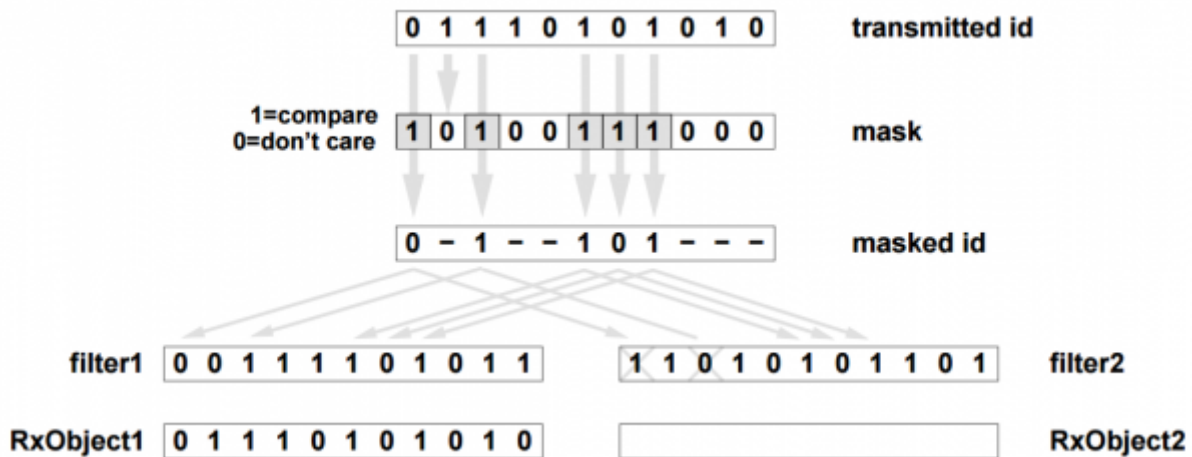 0 1 1 1 0 1 0 1 0 1 0 transmitted id
1=compare
0=don't care
1 0 1 0 0 1 1 1 0 0 0 mask
0 – 1 – – 1 0 1 – – – masked id
filter1 0 0 1 1 1 1 0 1 0 1 1 1 1 0 1 0 1 0 1 1 0 1 filter2
RxObject1 0 1 1 1 0 1 0 1 0 1 0 RxObject2